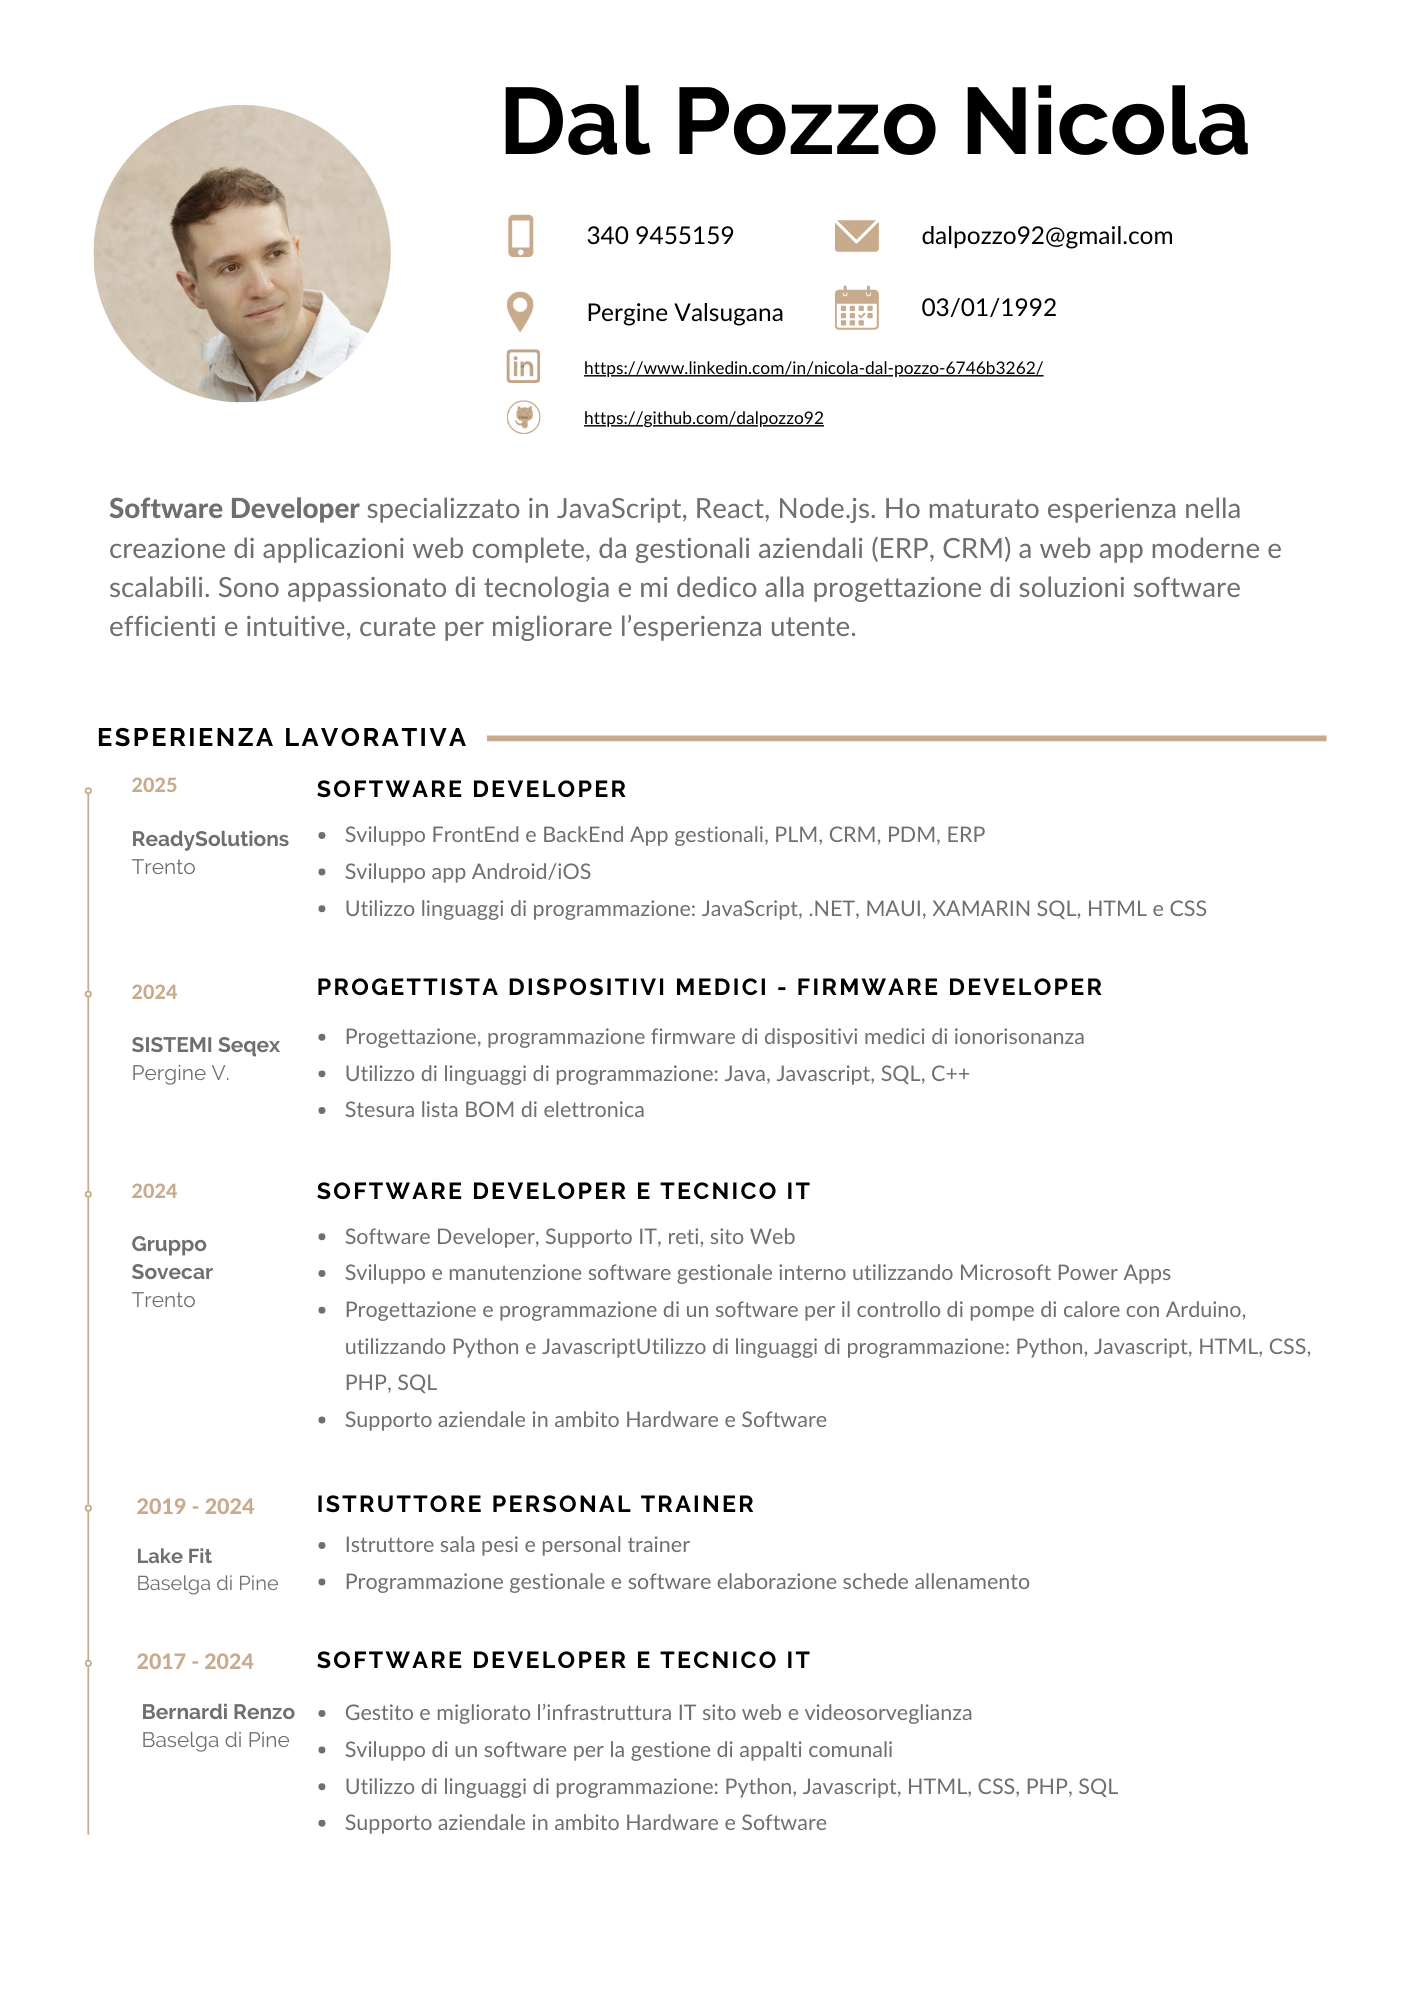 Dal Pozzo Nicola
340 9455159
dalpozzo92@gmail.com
Pergine Valsugana
03/01/1992
https://www.linkedin.com/in/nicola-dal-pozzo-6746b3262/
https://github.com/dalpozzo92
Software Developer specializzato in JavaScript, React, Node.js. Ho maturato esperienza nella
creazione di applicazioni web complete, da gestionali aziendali (ERP, CRM) a web app moderne e
scalabili. Sono appassionato di tecnologia e mi dedico alla progettazione di soluzioni software
efficienti e intuitive, curate per migliorare l’esperienza utente.
ESPERIENZA LAVORATIVA
2025
ReadySolutions
Trento
SOFTWARE DEVELOPER
• Sviluppo FrontEnd e BackEnd App gestionali, PLM, CRM, PDM, ERP
• Sviluppo app Android/iOS
• Utilizzo linguaggi di programmazione: JavaScript, .NET, MAUI, XAMARIN SQL, HTML e CSS
2024
SISTEMI Seqex
Pergine V.
PROGETTISTA DISPOSITIVI MEDICI - FIRMWARE DEVELOPER
• Progettazione, programmazione firmware di dispositivi medici di ionorisonanza
• Utilizzo di linguaggi di programmazione: Java, Javascript, SQL, C++
• Stesura lista BOM di elettronica
2024
Gruppo
Sovecar
Trento
SOFTWARE DEVELOPER E TECNICO IT
• Software Developer, Supporto IT, reti, sito Web
• Sviluppo e manutenzione software gestionale interno utilizzando Microsoft Power Apps
• Progettazione e programmazione di un software per il controllo di pompe di calore con Arduino,
utilizzando Python e JavascriptUtilizzo di linguaggi di programmazione: Python, Javascript, HTML, CSS,
PHP, SQL
• Supporto aziendale in ambito Hardware e Software
2019 - 2024
Lake Fit
Baselga di Pine
ISTRUTTORE PERSONAL TRAINER
• Istruttore sala pesi e personal trainer
• Programmazione gestionale e software elaborazione schede allenamento
2017 - 2024
Bernardi Renzo
Baselga di Pine
SOFTWARE DEVELOPER E TECNICO IT
• Gestito e migliorato l’infrastruttura IT sito web e videosorveglianza
• Sviluppo di un software per la gestione di appalti comunali
• Utilizzo di linguaggi di programmazione: Python, Javascript, HTML, CSS, PHP, SQL
• Supporto aziendale in ambito Hardware e Software